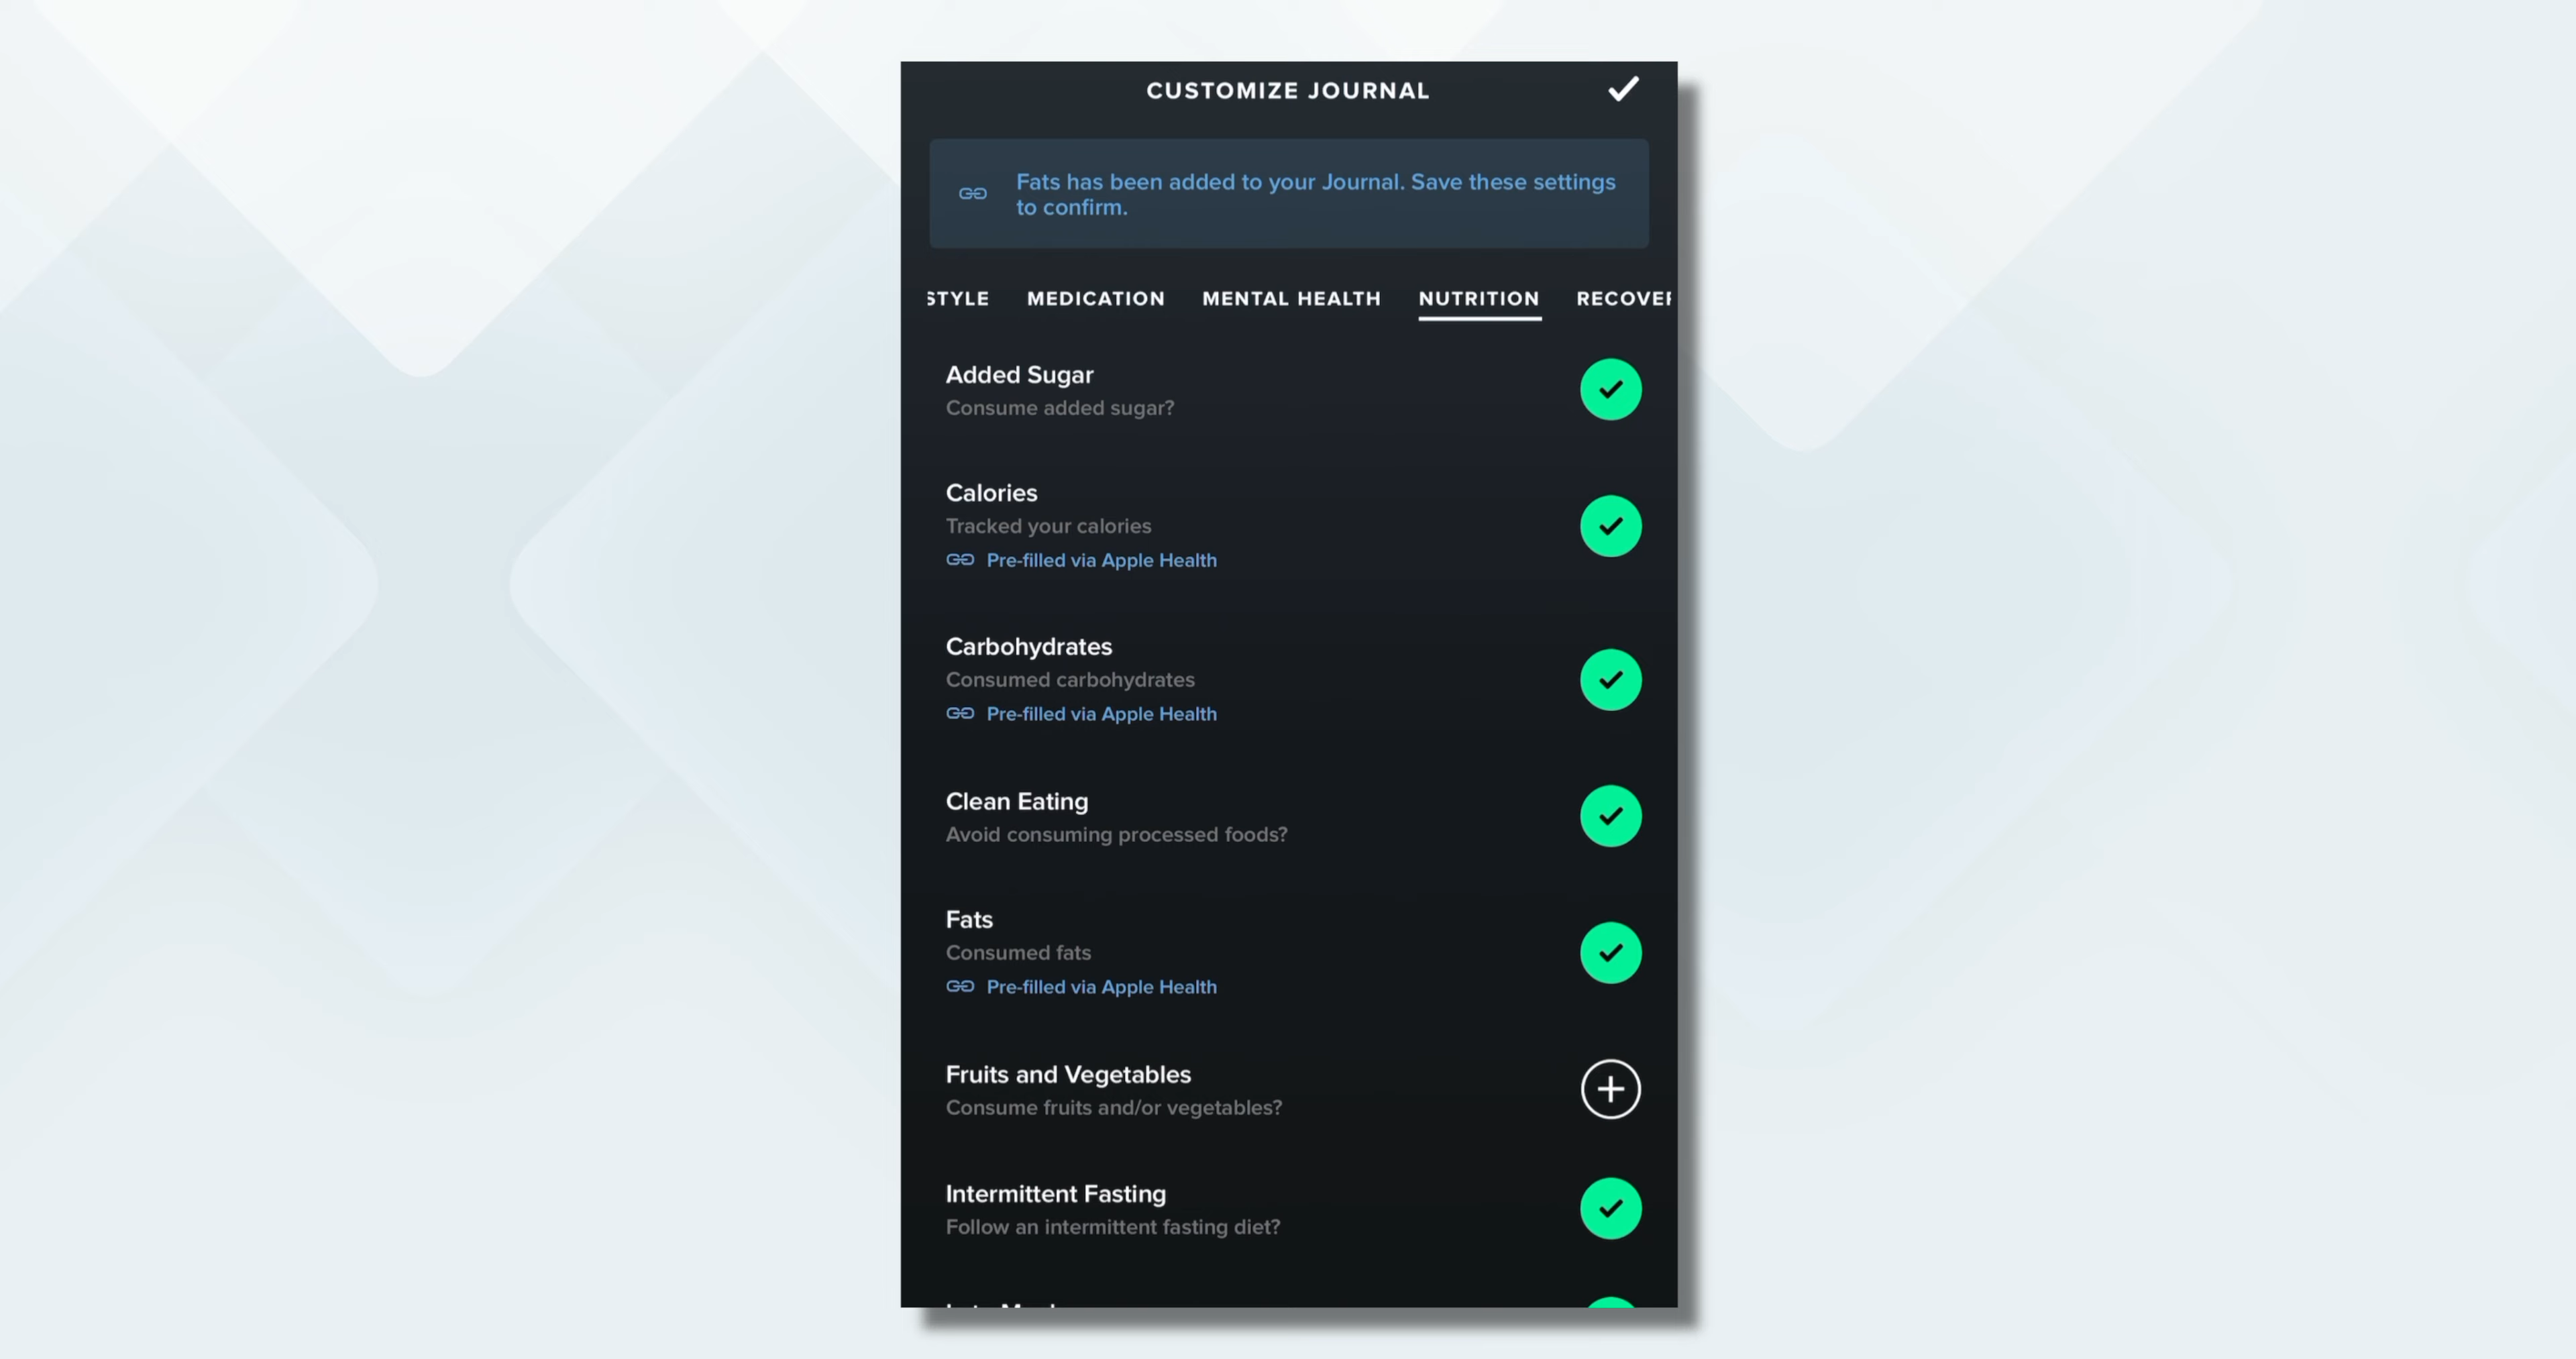 CUSTOMIZE JOURNAL
Fats has been added to your Journal. Save these settings
to confirm.
STYLE MEDICATION MENTAL HEALTH NUTRITION RECOVER
Added Sugar
Consume added sugar?
Calories
Tracked your calories
Pre-filled via Apple Health
Carbohydrates
Consumed carbohydrates
Pre-filled via Apple Health
Clean Eating
Avoid consuming processed foods?
Fats
Consumed fats
Pre-filled via Apple Health
Fruits and Vegetables
Consume fruits and/or vegetables?
Intermittent Fasting
Follow an intermittent fasting diet?